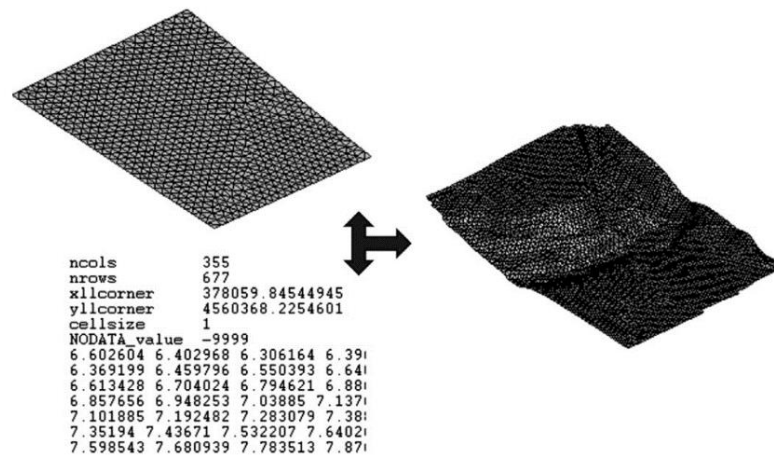 ncols 355
nrows 677
xllcorner 378059.84544945
yllcorner 4560368.2254601
cellsize 1
NODATA_value -9999
6.602604 6.402968 6.306164
6.369199 6.459796 6.550393
6.613428 6.704024 6.794621
6.857656 6.948253 7.03885
7.101885 7.192482 7.283079
7.35194 7.43671 7.532207
7.598543 7.680939 7.783513